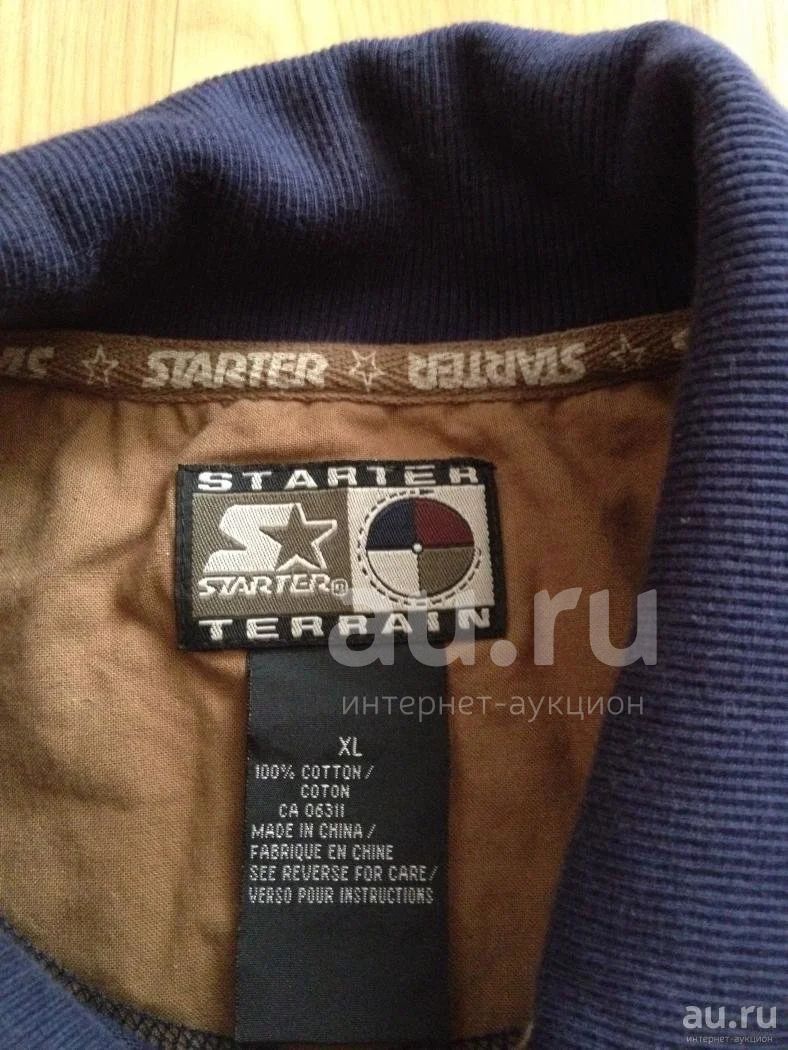 STARTER STARTER
STARTER
STARTER®
TERRAIN
au.ru
интернет-аукцион
XL
100% COTTON/
COTON
CA 06311
MADE IN CHINA/
FABRIQUE EN CHINE
SEE REVERSE FOR CARE/
VERSO POUR INSTRUCTIONS
au.ru
интернет-аукцион